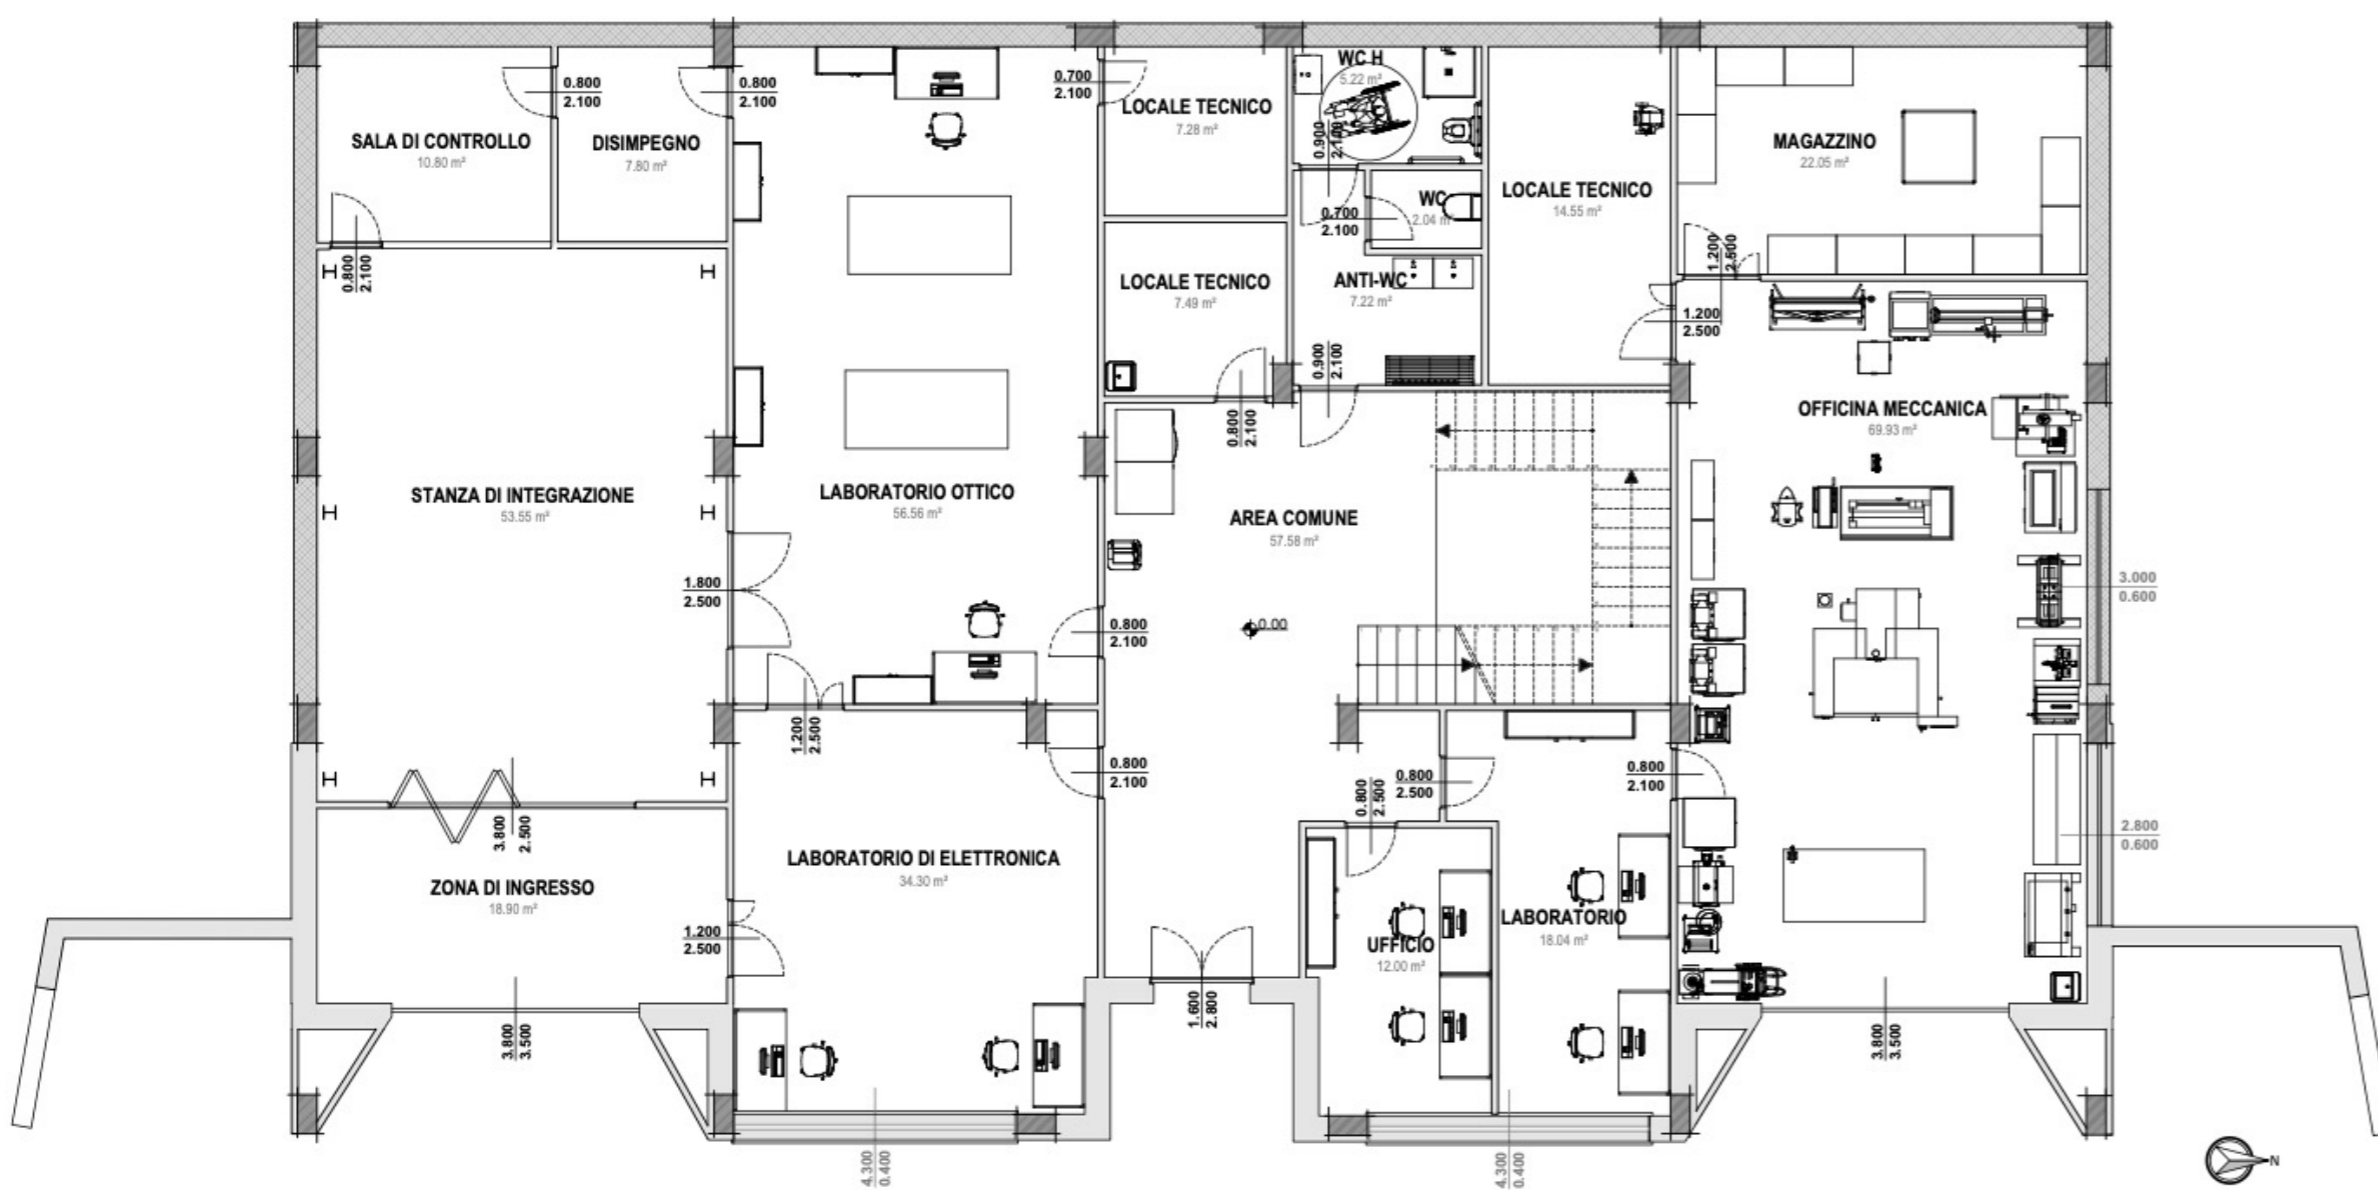 WC H
5.22 m²
0.800
2.100
0.800
2.100
0.700
2.100
LOCALE TECNICO
7.28 m²
SALA DI CONTROLLO
10.80 m²
DISIMPEGNO
7.80 m²
0.900
2.100
MAGAZZINO
22.05 m²
LOCALE TECNICO
14.55 m²
WC
2.04 m²
0.700
2.100
0.800
2.100
1.200
2.500
LOCALE TECNICO
7.49 m²
ANTI-WC
7.22 m²
1.200
2.500
0.900
2.100
0.800
2.100
OFFICINA MECCANICA
69.93 m²
STANZA DI INTEGRAZIONE
53.55 m²
LABORATORIO OTTICO
56.56 m²
AREA COMUNE
57.58 m²
1.800
2.500
3.000
0.600
0.800
2.100
0.00
1.200
2.500
0.800
2.100
0.800
2.500
0.800
2.500
0.800
2.100
3.800
2.500
2.800
0.600
LABORATORIO DI ELETTRONICA
34.30 m²
ZONA DI INGRESSO
18.90 m²
LABORATORIO
18.04 m²
UFFICIO
12.00 m²
1.200
2.500
1.600
2.800
3.800
3.500
3.800
3.500
4.300
0.400
4.300
0.400
N
H
H
H
H
H
H